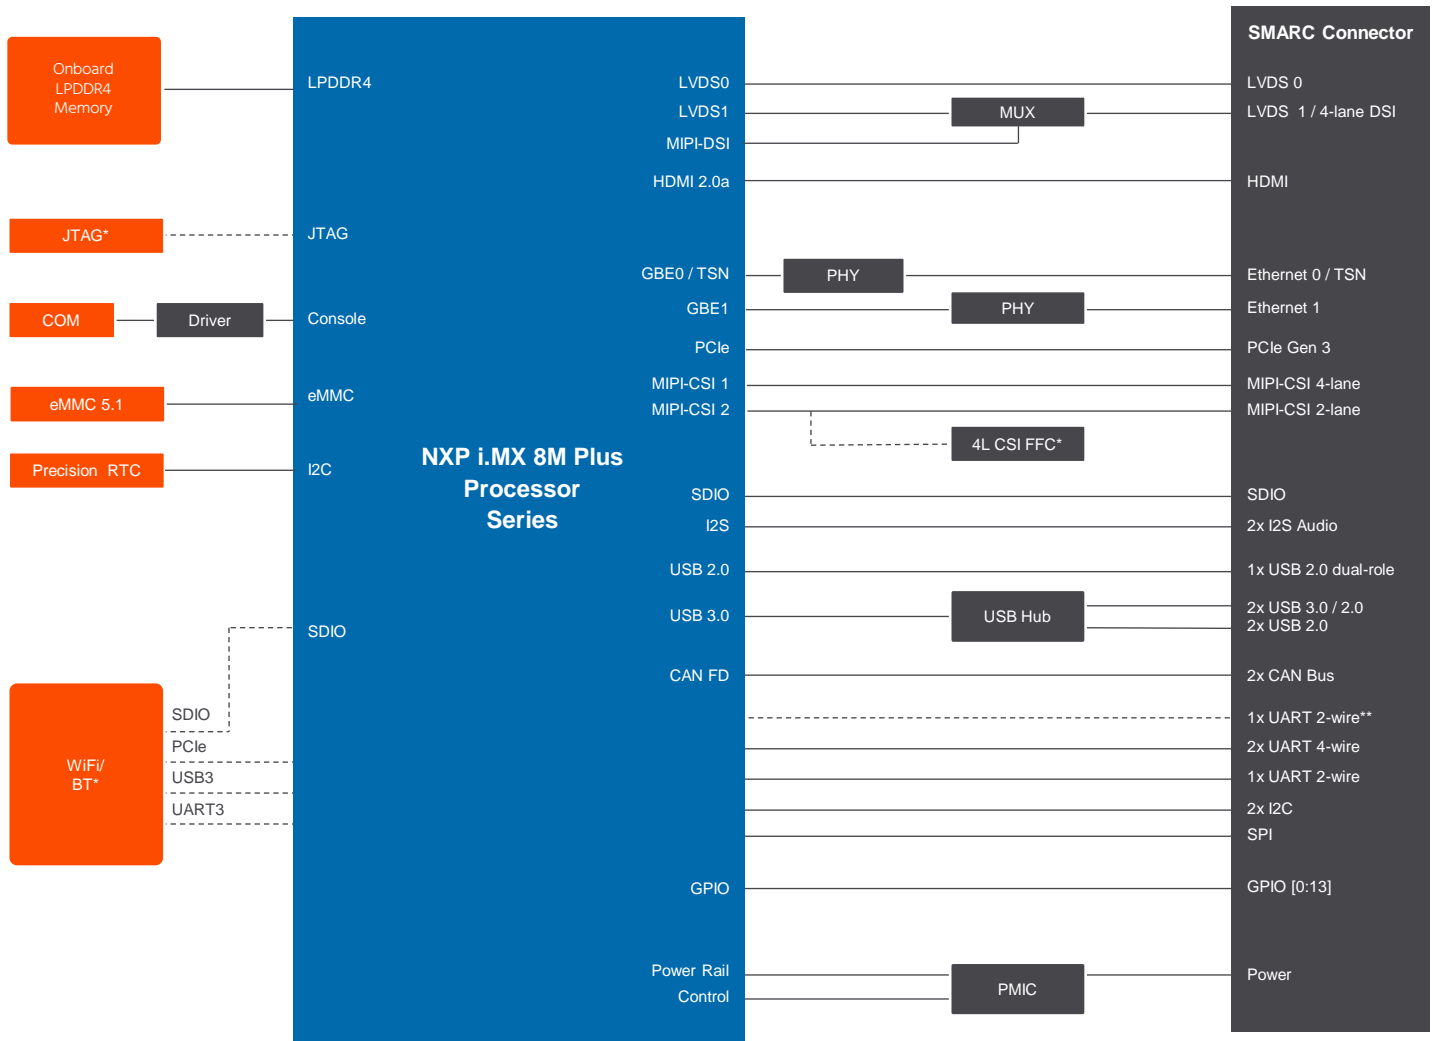 Onboard
LPDDR4
Memory
JTAG*
COM
Driver
eMMC 5.1
Precision RTC
WiFi/
BT*
SDIO
PCIe
USB3
UART3
LPDDR4
JTAG
Console
eMMC
I2C
SDIO
NXP i.MX 8M Plus
Processor
Series
LVDS0
LVDS1
MIPI-DSI
HDMI 2.0a
GBE0 / TSN
GBE1
PCIe
MIPI-CSI 1
MIPI-CSI 2
SDIO
I2S
USB 2.0
USB 3.0
CAN FD
GPIO
Power Rail
Control
MUX
PHY
PHY
4L CSI FFC*
USB Hub
PMIC
SMARC Connector
LVDS 0
LVDS 1 / 4-lane DSI
HDMI
Ethernet 0 / TSN
Ethernet 1
PCIe Gen 3
MIPI-CSI 4-lane
MIPI-CSI 2-lane
SDIO
2x I2S Audio
1x USB 2.0 dual-role
2x USB 3.0 / 2.0
2x USB 2.0
2x CAN Bus
1x UART 2-wire**
2x UART 4-wire
1x UART 2-wire
2x I2C
SPI
GPIO [0:13]
Power